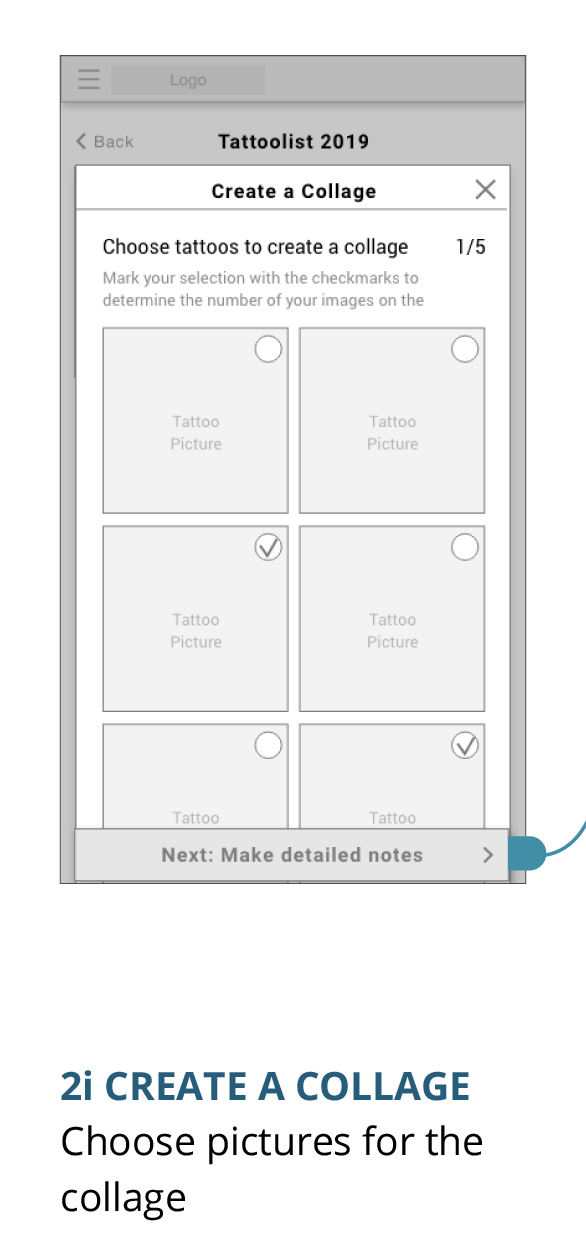 Logo
Back
Tattoolist 2019
Create a Collage
Choose tattoos to create a collage 1/5
Mark your selection with the checkmarks to
determine the number of your images on the
Tattoo
Picture
Tattoo
Picture
Tattoo
Picture
Tattoo
Picture
Tattoo
Tattoo
Next: Make detailed notes
2i CREATE A COLLAGE
Choose pictures for the
collage